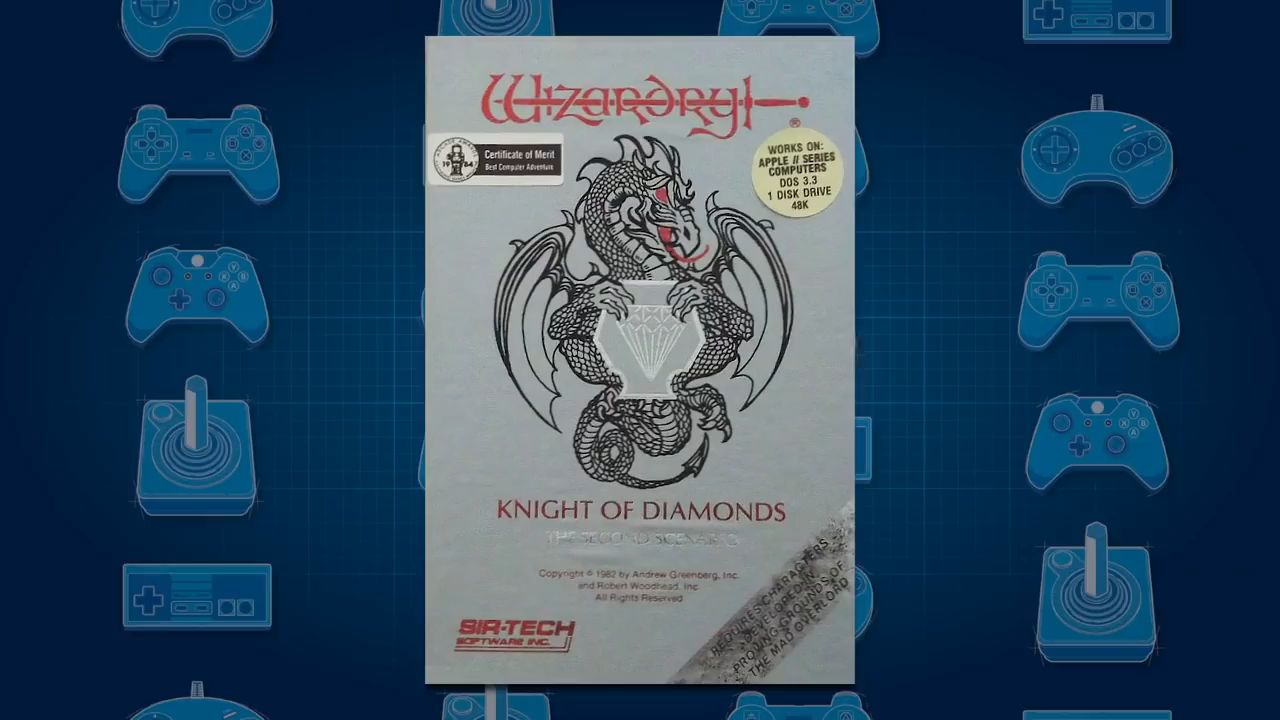 Wizardry
®
1984
Certificate of Merit
Best Computer Adventure
WORKS ON:
APPLE // SERIES
COMPUTERS
DOS 3.3
1 DISK DRIVE
48K
KNIGHT OF DIAMONDS
THE SECOND SCENARIO
Copyright © 1982 by Andrew Greenberg, Inc.
and Robert Woodhead, Inc.
All Rights Reserved
SIR-TECH
SOFTWARE INC.
REQUIRES CHARACTERS
DEVELOPED IN
PROVING GROUNDS OF
THE MAD OVERLORD
Y
X
B
A
Y
X
B
A